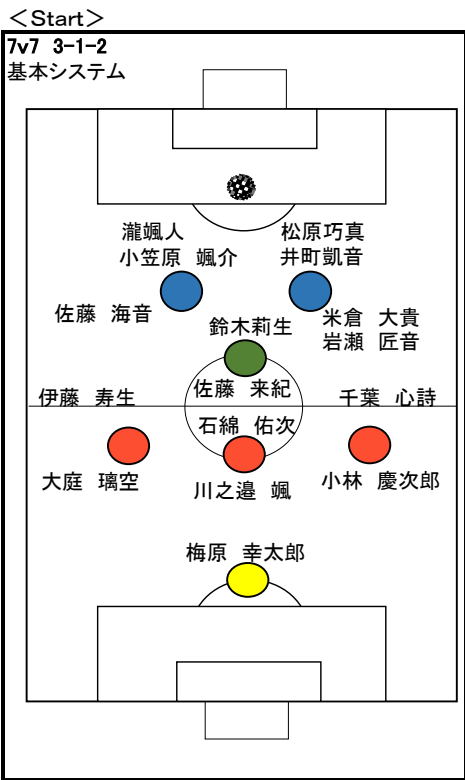 ＜Start＞
7v7 3-1-2
基本システム
瀧颯人
小笠原 颯介
松原巧真
井町凱音
佐藤 海音
米倉 大貴
岩瀬 匠音
鈴木莉生
佐藤 来紀
伊藤 寿生
千葉 心詩
石綿 佑次
大庭 璃空
川之邉 颯
小林 慶次郎
梅原 幸太郎